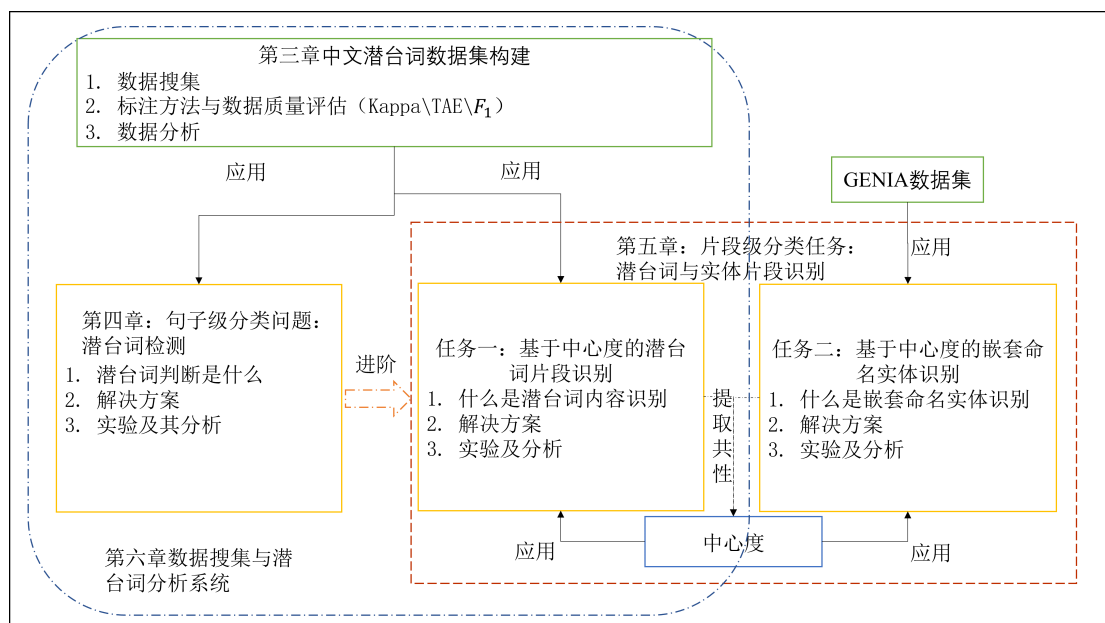 第三章中文潜台词数据集构建
1. 数据搜集
2. 标注方法与数据质量评估（Kappa\TAE\F₁）
3. 数据分析
应用
应用
GENIA数据集
应用
第五章：片段级分类任务：
潜台词与实体片段识别
第四章：句子级分类问题：
潜台词检测
1. 潜台词判断是什么
2. 解决方案
3. 实验及其分析
进阶
任务一：基于中心度的潜台
词片段识别
1. 什么是潜台词内容识别
2. 解决方案
3. 实验及分析
提
取
共
性
任务二：基于中心度的嵌套命
名实体识别
1. 什么是嵌套命名实体识别
2. 解决方案
3. 实验及分析
应用
中心度
应用
第六章数据搜集与潜
台词分析系统